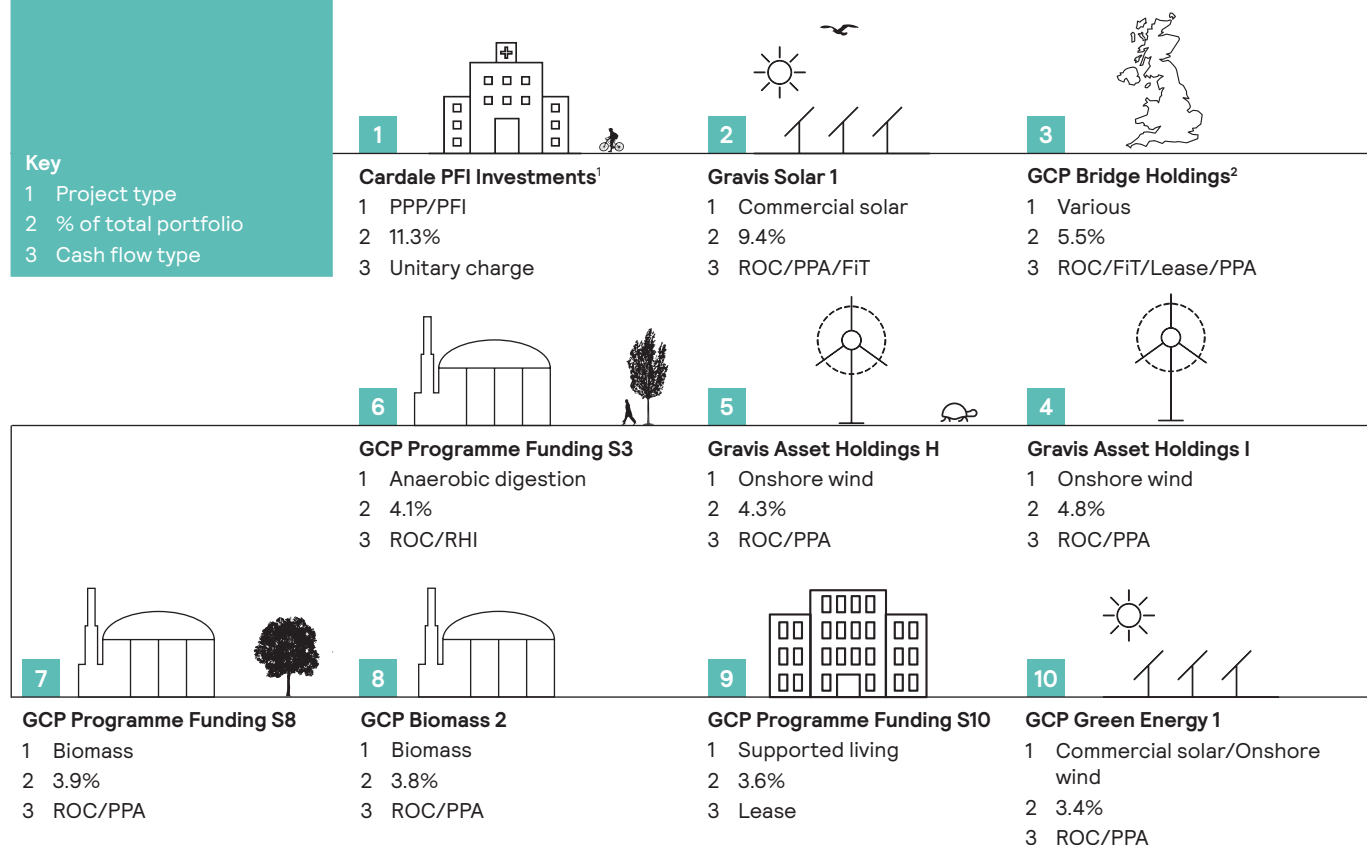 Key
1 Project type
2 % of total portfolio
3 Cash flow type
1
Cardale PFI Investments¹
1 PPP/PFI
2 11.3%
3 Unitary charge
2
Gravis Solar 1
1 Commercial solar
2 9.4%
3 ROC/PPA/FiT
3
GCP Bridge Holdings²
1 Various
2 5.5%
3 ROC/FiT/Lease/PPA
6
GCP Programme Funding S3
1 Anaerobic digestion
2 4.1%
3 ROC/RHI
5
Gravis Asset Holdings H
1 Onshore wind
2 4.3%
3 ROC/PPA
4
Gravis Asset Holdings I
1 Onshore wind
2 4.8%
3 ROC/PPA
7
GCP Programme Funding S8
1 Biomass
2 3.9%
3 ROC/PPA
8
GCP Biomass 2
1 Biomass
2 3.8%
3 ROC/PPA
9
GCP Programme Funding S10
1 Supported living
2 3.6%
3 Lease
10
GCP Green Energy 1
1 Commercial solar/Onshore
wind
2 3.4%
3 ROC/PPA